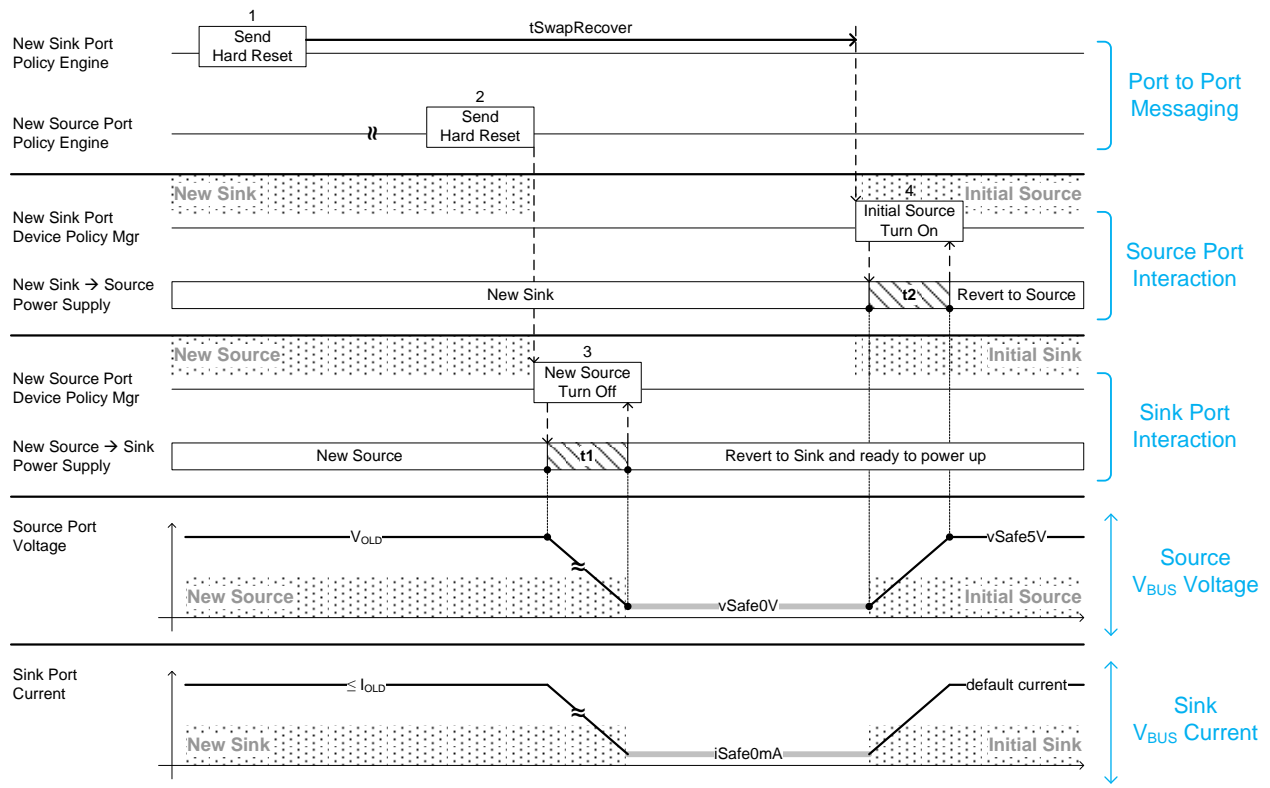 1
Send
Hard Reset
tSwapRecover
New Sink Port
Policy Engine
2
Send
Hard Reset
New Source Port
Policy Engine
Port to Port
Messaging
New Sink
4
Initial Source
Initial Source
Turn On
New Sink Port
Device Policy Mgr
New Sink → Source
Power Supply
New Sink
t2
Revert to Source
Source Port
Interaction
New Source
3
Initial Sink
New Source
Turn Off
New Source Port
Device Policy Mgr
New Source → Sink
Power Supply
New Source
t1
Revert to Sink and ready to power up
Sink Port
Interaction
Source Port
Voltage
VOLD
vSafe5V
New Source
vSafe0V
Initial Source
Source
VBUS Voltage
Sink Port
Current
≤ IOLD
default current
New Sink
iSafe0mA
Initial Sink
Sink
VBUS Current